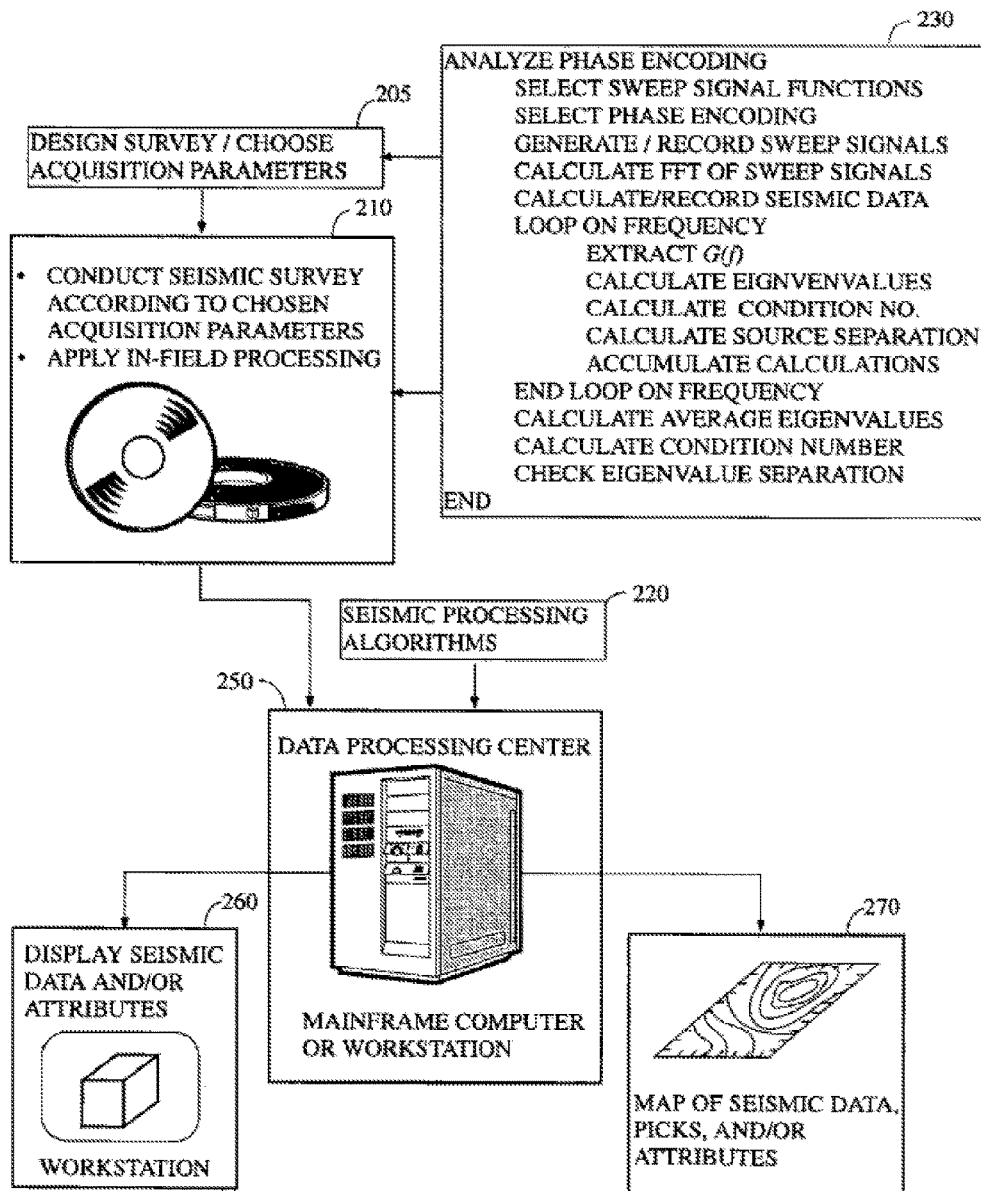 230
ANALYZE PHASE ENCODING
SELECT SWEEP SIGNAL FUNCTIONS
SELECT PHASE ENCODING
GENERATE / RECORD SWEEP SIGNALS
CALCULATE FFT OF SWEEP SIGNALS
CALCULATE/RECORD SEISMIC DATA
LOOP ON FREQUENCY
EXTRACT G(f)
CALCULATE EIGNVENVALUES
CALCULATE CONDITION NO.
CALCULATE SOURCE SEPARATION
ACCUMULATE CALCULATIONS
END LOOP ON FREQUENCY
CALCULATE AVERAGE EIGENVALUES
CALCULATE CONDITION NUMBER
CHECK EIGENVALUE SEPARATION
END
205
DESIGN SURVEY / CHOOSE
ACQUISITION PARAMETERS
210
• CONDUCT SEISMIC SURVEY
ACCORDING TO CHOSEN
ACQUISITION PARAMETERS
• APPLY IN-FIELD PROCESSING
220
SEISMIC PROCESSING
ALGORITHMS
250
DATA PROCESSING CENTER
MAINFRAME COMPUTER
OR WORKSTATION
260
DISPLAY SEISMIC
DATA AND/OR
ATTRIBUTES
WORKSTATION
270
MAP OF SEISMIC DATA,
PICKS, AND/OR
ATTRIBUTES